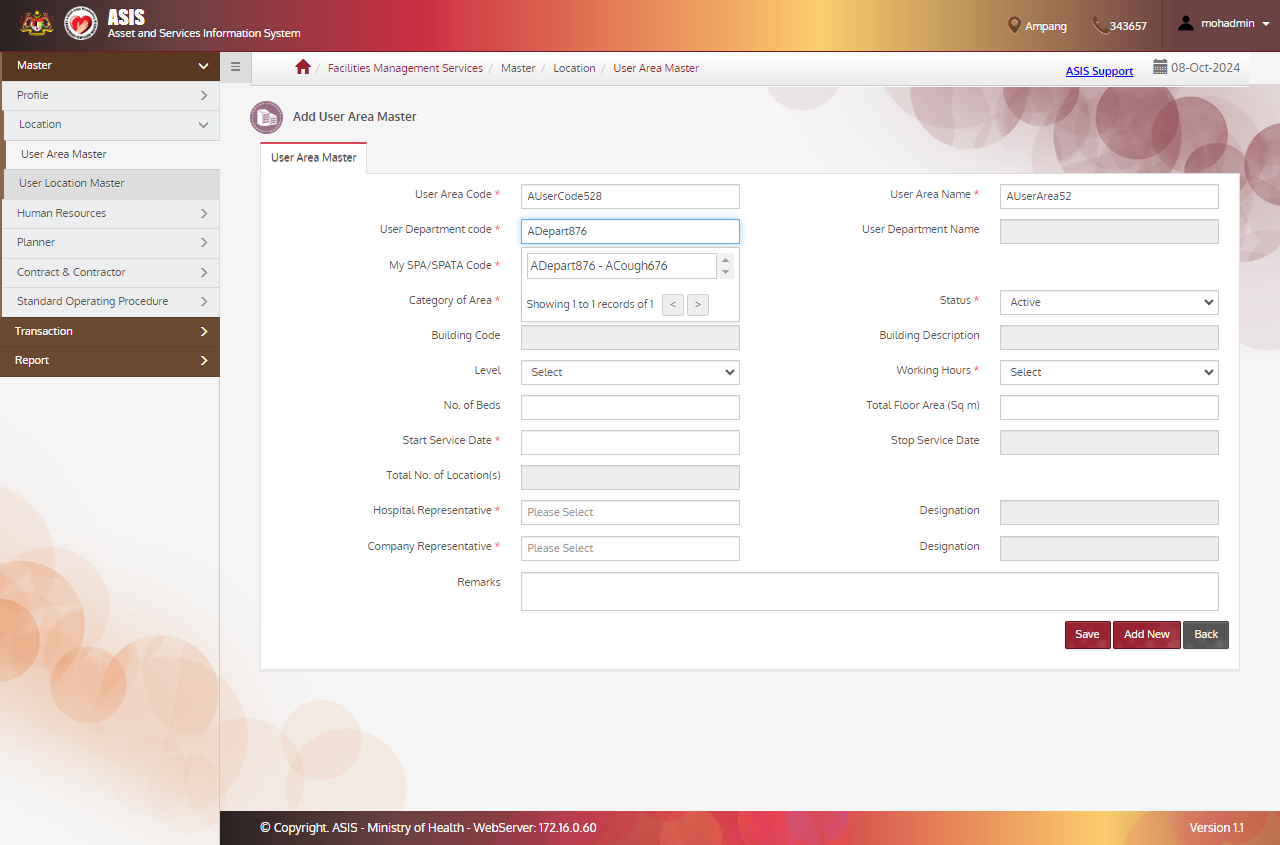 ASIS
Asset and Services Information System
Ampang
343657
mohadmin
Master
Profile
Location
User Area Master
User Location Master
Human Resources
Planner
Contract & Contractor
Standard Operating Procedure
Transaction
Report
/ Facilities Management Services / Master / Location / User Area Master
ASIS Support
08-Oct-2024
Add User Area Master
User Area Master
User Area Code * AUserCode528
User Area Name * AUserArea52
User Department code * ADepart876
User Department Name
My SPA/SPATA Code *
ADepart876 - ACough676
Category of Area *
Showing 1 to 1 records of 1 < >
Status * Active
Building Code
Building Description
Level Select
Working Hours * Select
No. of Beds
Total Floor Area (Sq m)
Start Service Date *
Stop Service Date
Total No. of Location(s)
Hospital Representative * Please Select
Designation
Company Representative * Please Select
Designation
Remarks
Save Add New Back
© Copyright. ASIS - Ministry of Health - WebServer: 172.16.0.60
Version 1.1